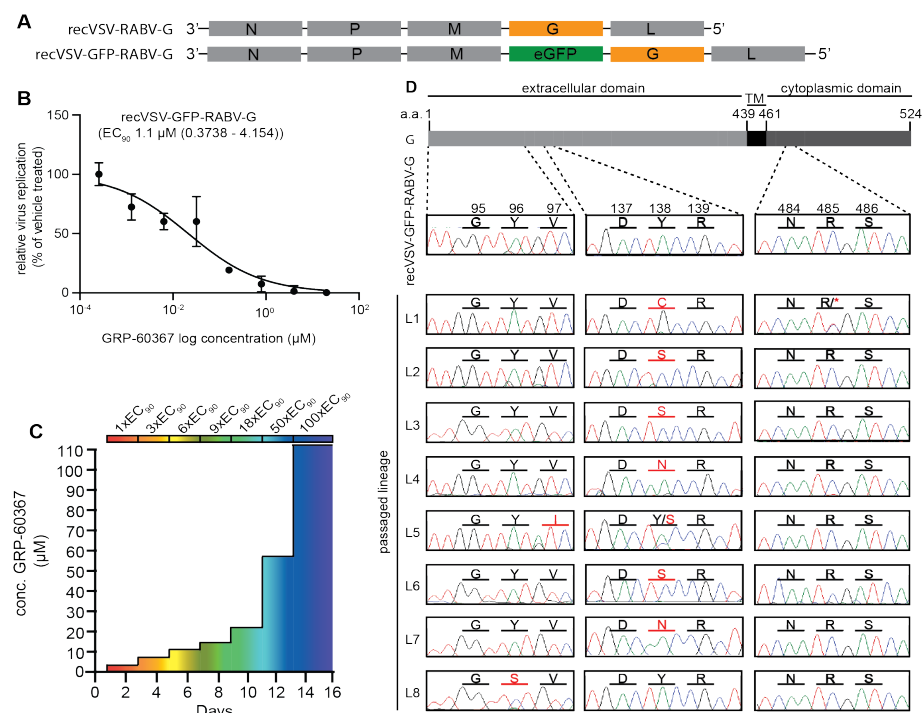 A
recVSV-RABV-G 3’ N P M G L 5’
recVSV-GFP-RABV-G 3’ N P M eGFP G L 5’
B
recVSV-GFP-RABV-G
(EC90 1.1 µM (0.3738 - 4.154))
relative virus replication
(% of vehicle treated)
150
100
50
0
10-4 10-2 100 102
GRP-60367 log concentration (µM)
C
1xEC90 3xEC90 6xEC90 9xEC90 18xEC90 50xEC90 100xEC90
conc. GRP-60367
(µM)
110
100
90
80
70
60
50
40
30
20
10
0
0 2 4 6 8 10 12 14 16
Days
D
extracellular domain TM cytoplasmic domain
a.a. 1 439 461 524
G
recVSV-GFP-RABV-G
95 96 97 137 138 139 484 485 486
G Y V D Y R N R S
passaged lineage
L1 G Y V D C R N R/* S
L2 G Y V D S R N R S
L3 G Y V D S R N R S
L4 G Y V D N R N R S
L5 G Y I D Y/S R N R S
L6 G Y V D S R N R S
L7 G Y V D N R N R S
L8 G S V D Y R N R S